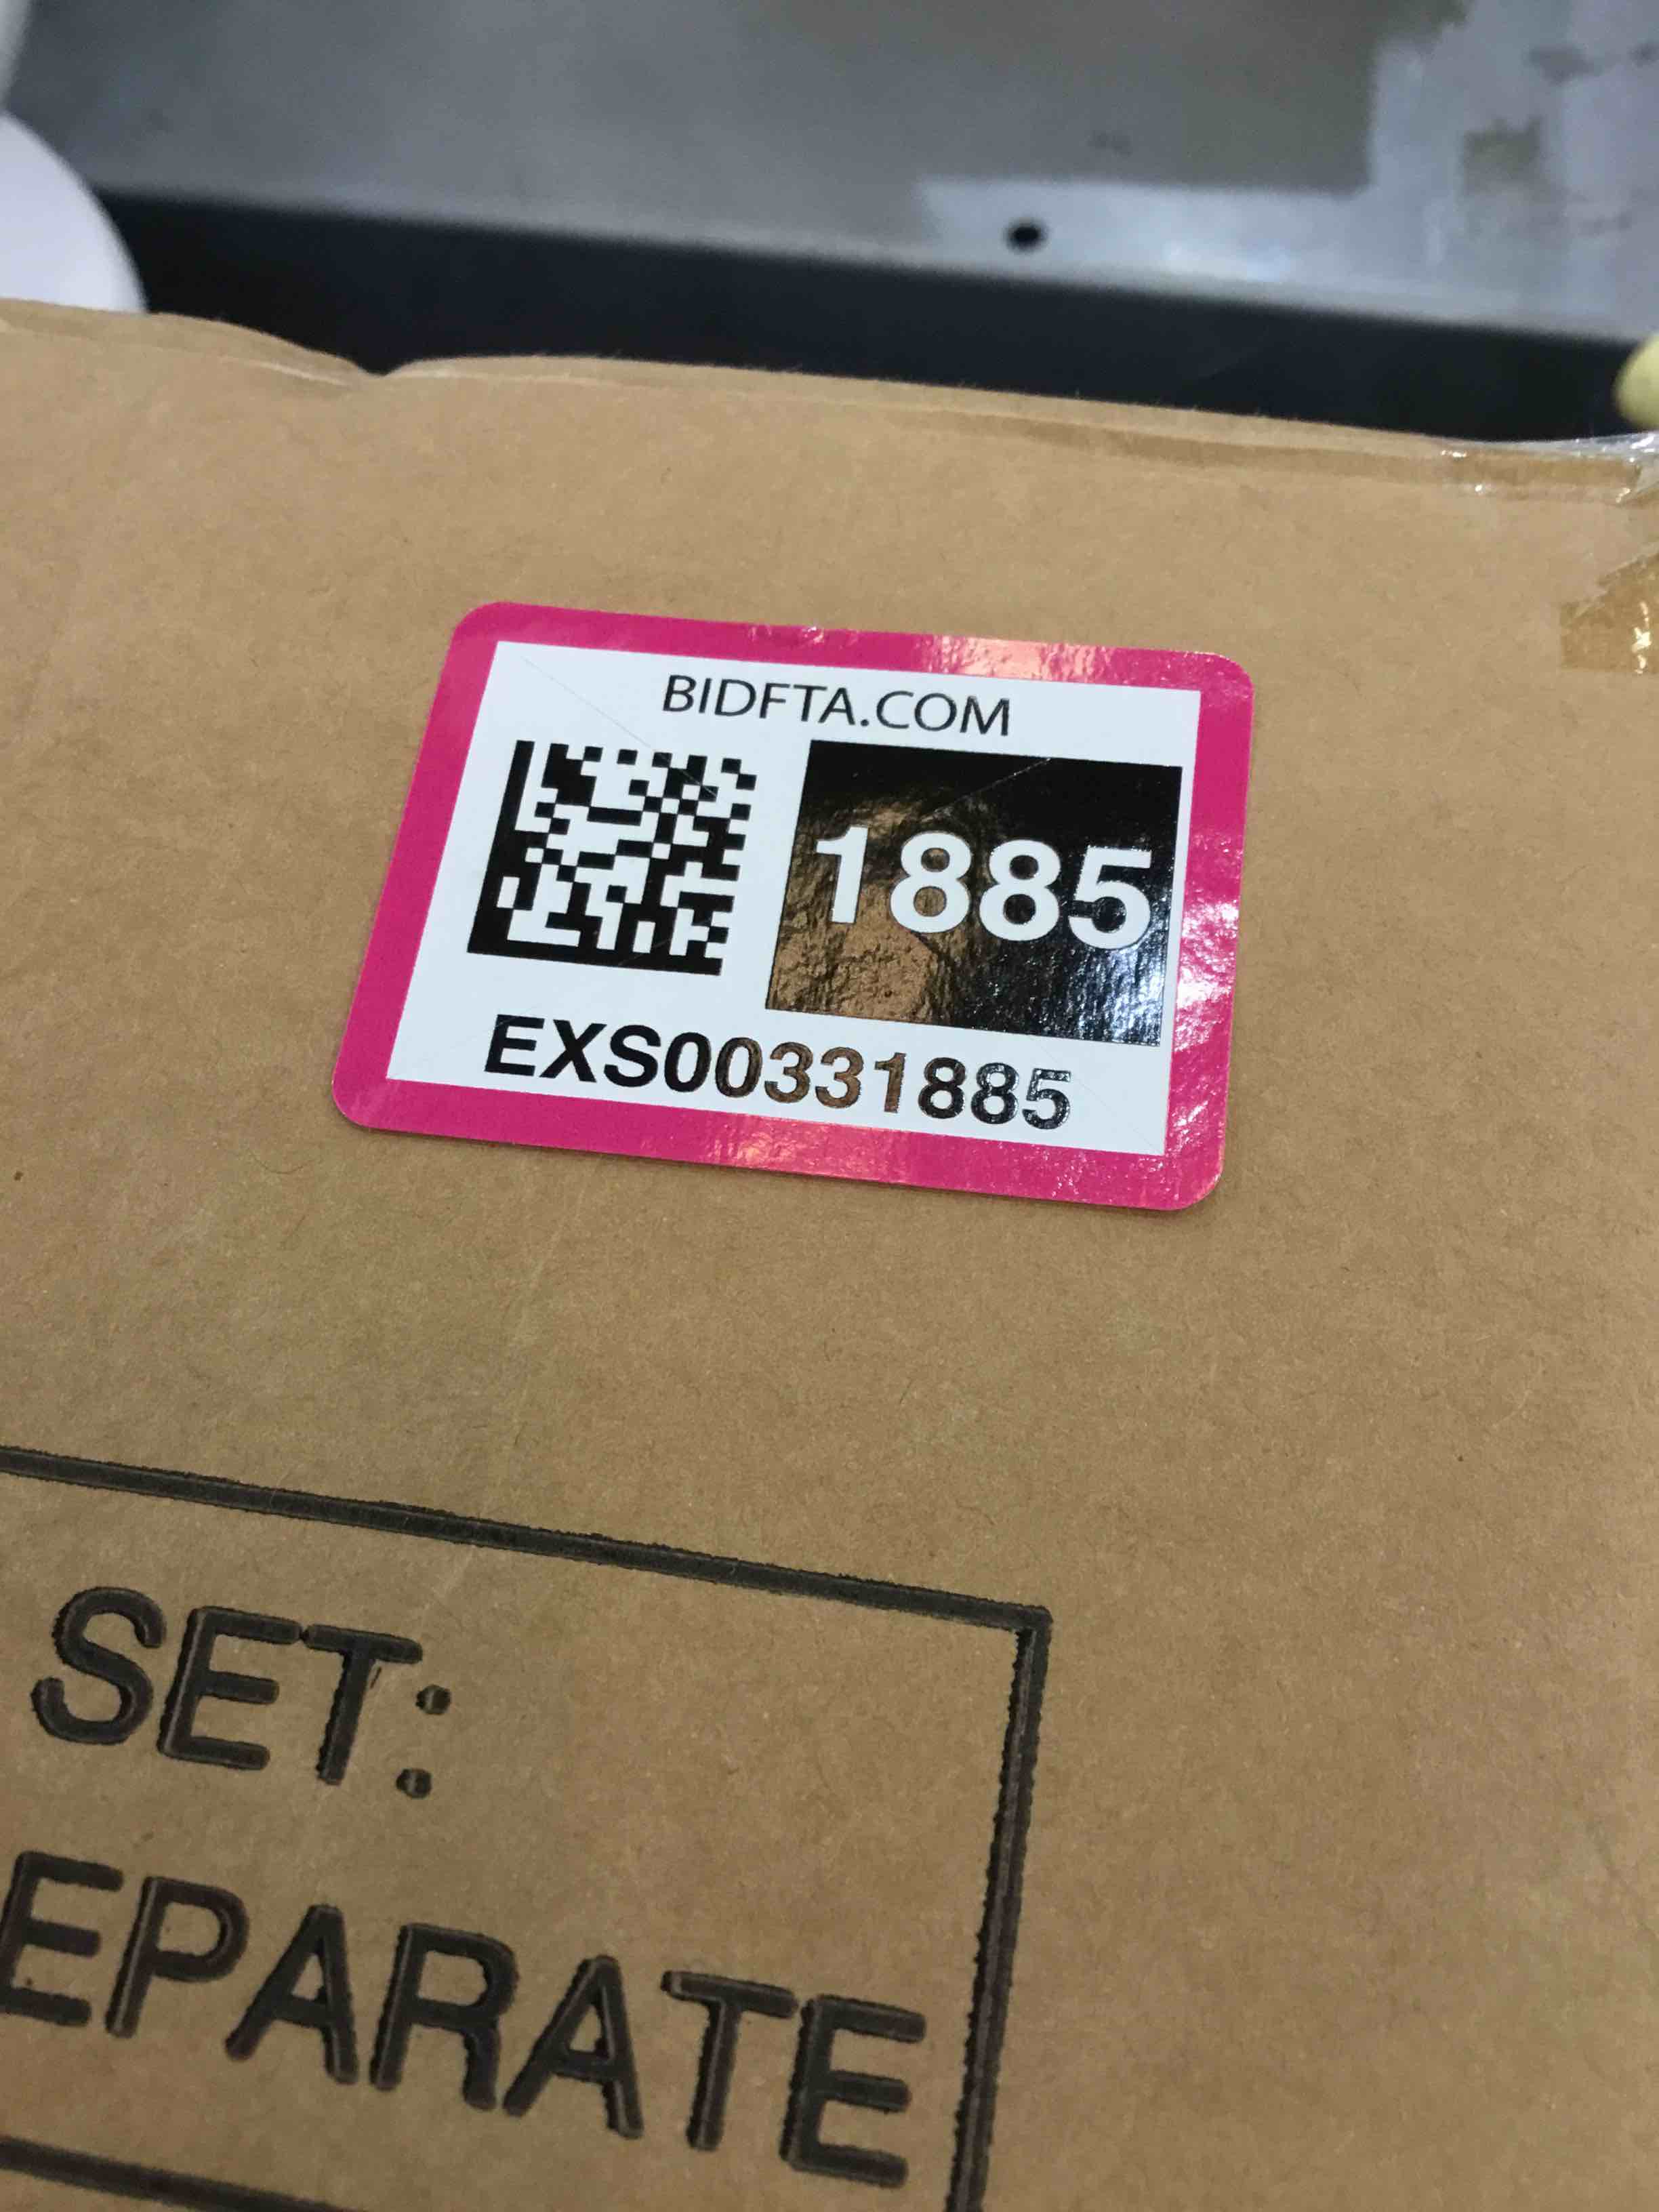 BIDFTA.COM
1885
EXS00331885
SET:
EPARATE